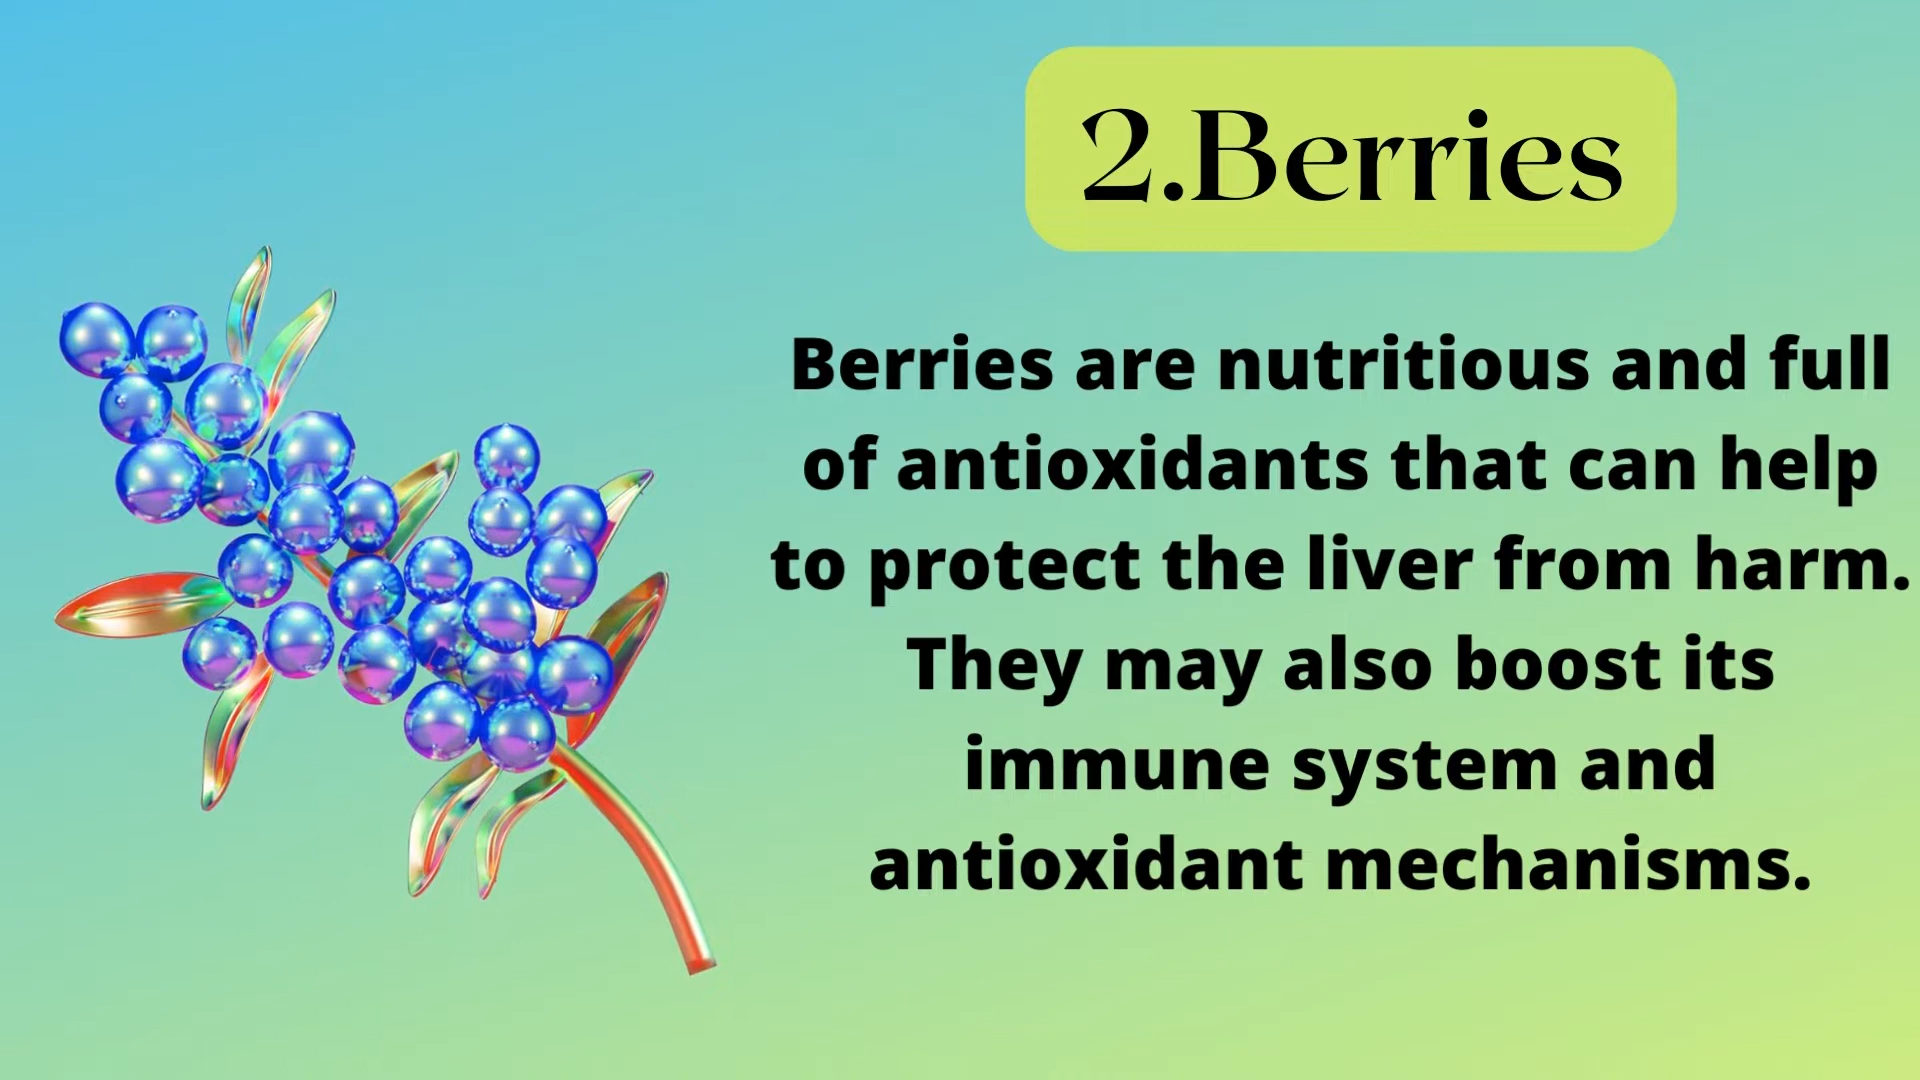 2.Berries
Berries are nutritious and full
of antioxidants that can help
to protect the liver from harm.
They may also boost its
immune system and
antioxidant mechanisms.